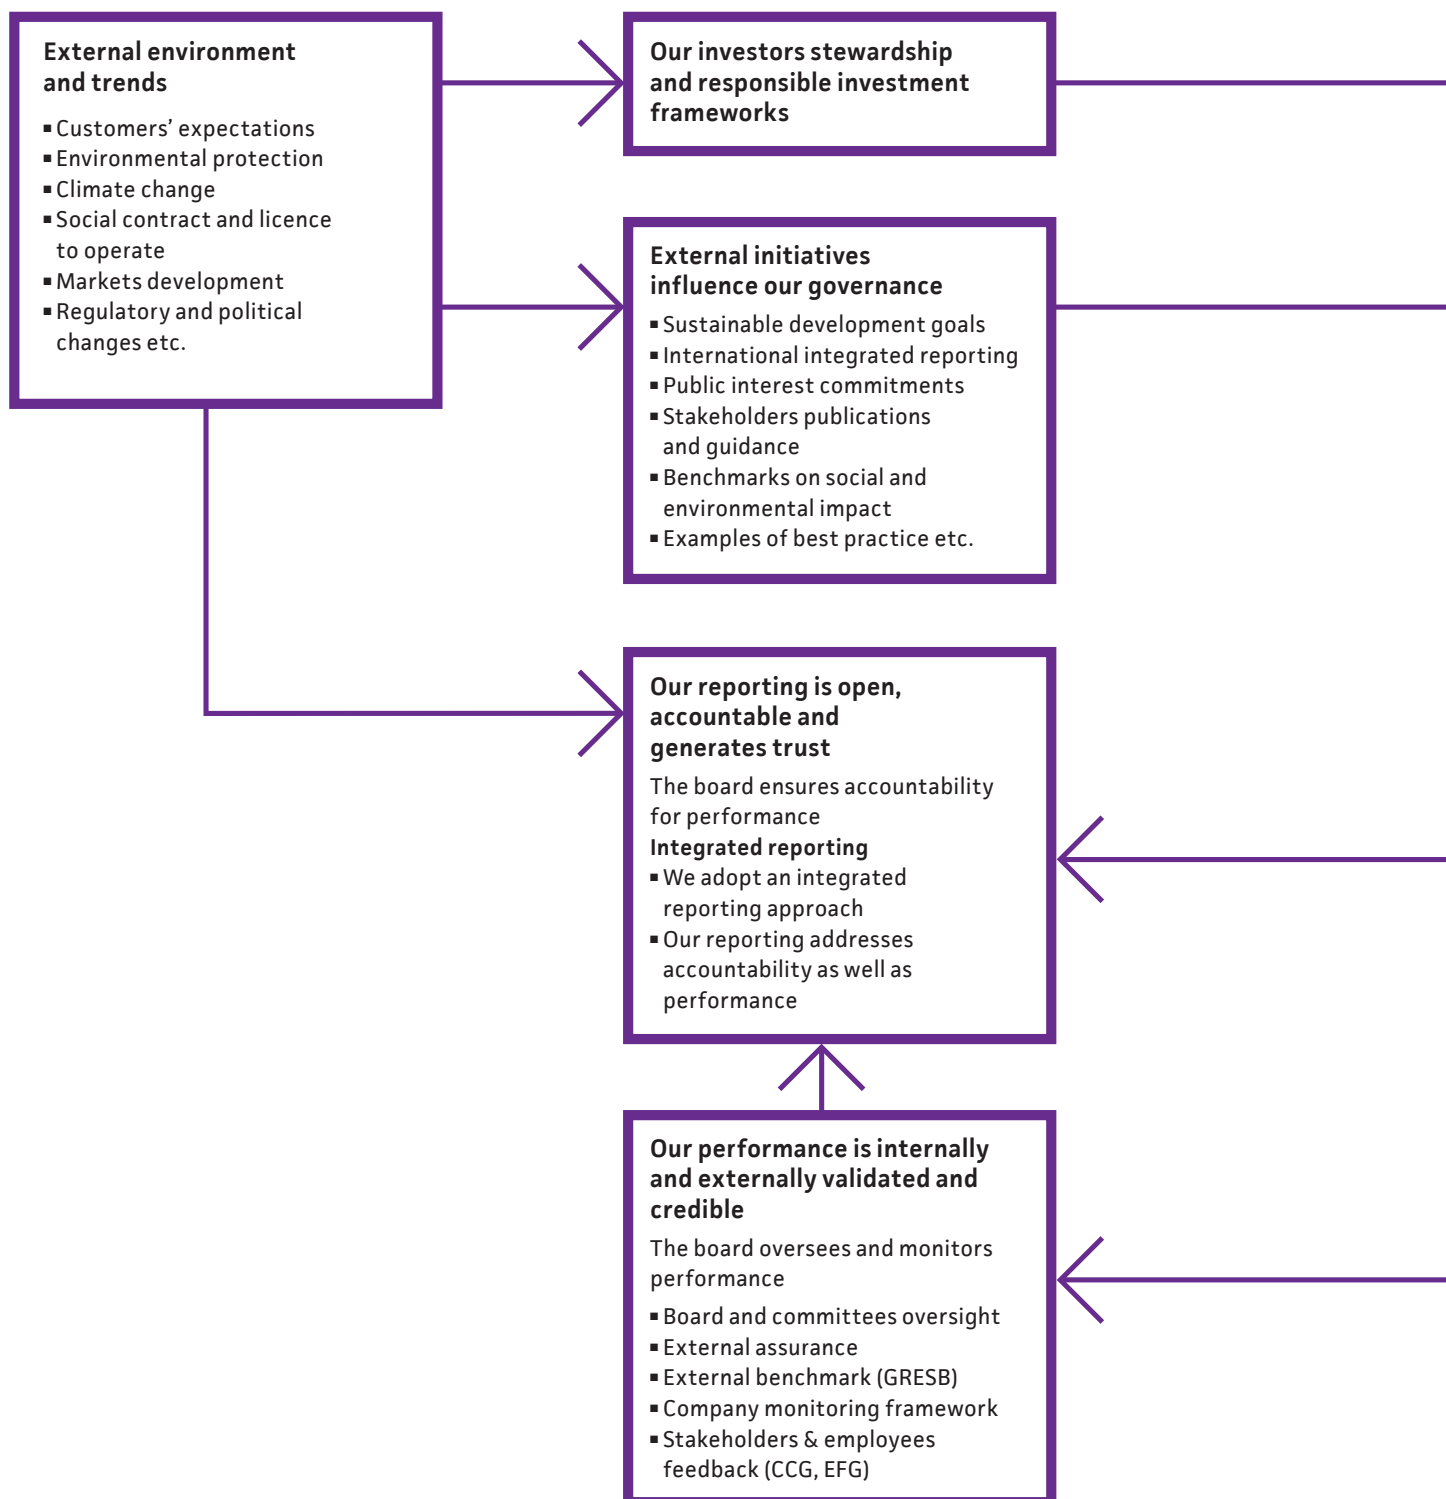 External environment
and trends
▪ Customers’ expectations
▪ Environmental protection
▪ Climate change
▪ Social contract and licence
to operate
▪ Markets development
▪ Regulatory and political
changes etc.
Our investors stewardship
and responsible investment
frameworks
External initiatives
influence our governance
▪ Sustainable development goals
▪ International integrated reporting
▪ Public interest commitments
▪ Stakeholders publications
and guidance
▪ Benchmarks on social and
environmental impact
▪ Examples of best practice etc.
Our reporting is open,
accountable and
generates trust
The board ensures accountability
for performance
Integrated reporting
▪ We adopt an integrated
reporting approach
▪ Our reporting addresses
accountability as well as
performance
Our performance is internally
and externally validated and
credible
The board oversees and monitors
performance
▪ Board and committees oversight
▪ External assurance
▪ External benchmark (GRESB)
▪ Company monitoring framework
▪ Stakeholders & employees
feedback (CCG, EFG)